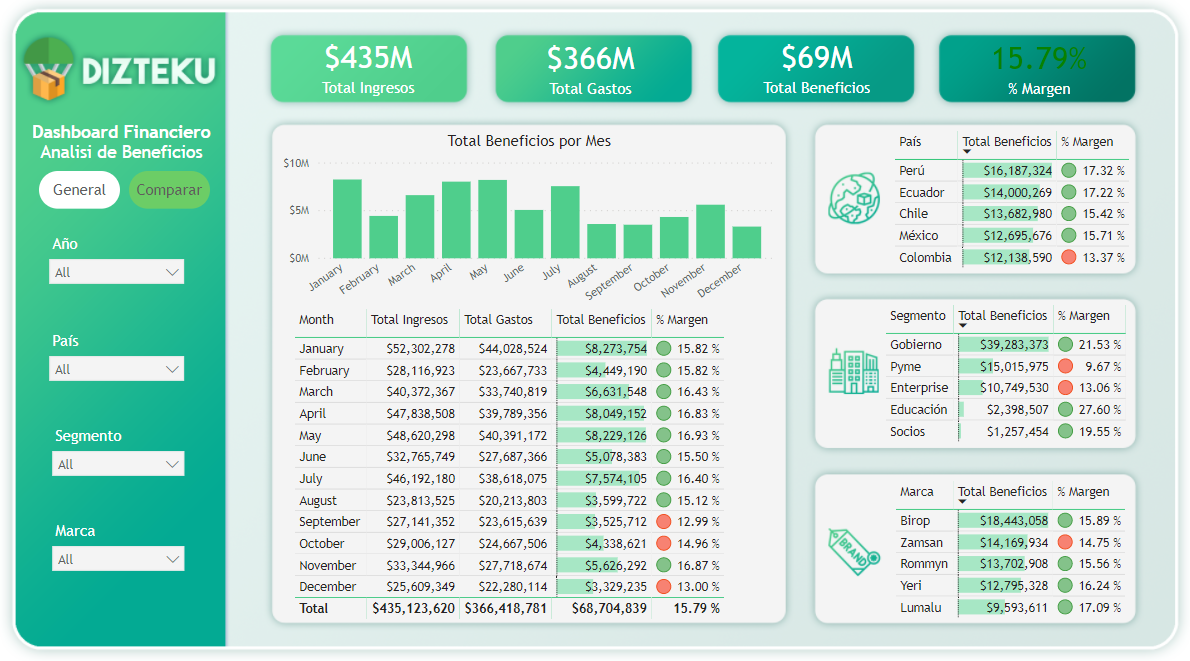 DIZTEKU
Dashboard Financiero
Analisi de Beneficios
General Comparar
Año
All
País
All
Segmento
All
Marca
All
$435M
Total Ingresos
$366M
Total Gastos
$69M
Total Beneficios
15.79%
% Margen
Total Beneficios por Mes
$10M
$5M
$0M
January February March April May June July August September October November December
Month Total Ingresos Total Gastos Total Beneficios % Margen
January $52,302,278 $44,028,524 $8,273,754 15.82 %
February $28,116,923 $23,667,733 $4,449,190 15.82 %
March $40,372,367 $33,740,819 $6,631,548 16.43 %
April $47,838,508 $39,789,356 $8,049,152 16.83 %
May $48,620,298 $40,391,172 $8,229,126 16.93 %
June $32,765,749 $27,687,366 $5,078,383 15.50 %
July $46,192,180 $38,618,075 $7,574,105 16.40 %
August $23,813,525 $20,213,803 $3,599,722 15.12 %
September $27,141,352 $23,615,639 $3,525,712 12.99 %
October $29,006,127 $24,667,506 $4,338,621 14.96 %
November $33,344,966 $27,718,674 $5,626,292 16.87 %
December $25,609,349 $22,280,114 $3,329,235 13.00 %
Total $435,123,620 $366,418,781 $68,704,839 15.79 %
País Total Beneficios % Margen
Perú $16,187,324 17.32 %
Ecuador $14,000,269 17.22 %
Chile $13,682,980 15.42 %
México $12,695,676 15.71 %
Colombia $12,138,590 13.37 %
Segmento Total Beneficios % Margen
Gobierno $39,283,373 21.53 %
Pyme $15,015,975 9.67 %
Enterprise $10,749,530 13.06 %
Educación $2,398,507 27.60 %
Socios $1,257,454 19.55 %
BRAND
Marca Total Beneficios % Margen
Birop $18,443,058 15.89 %
Zamsan $14,169,934 14.75 %
Rommyn $13,702,908 15.56 %
Yeri $12,795,328 16.24 %
Lumalu $9,593,611 17.09 %